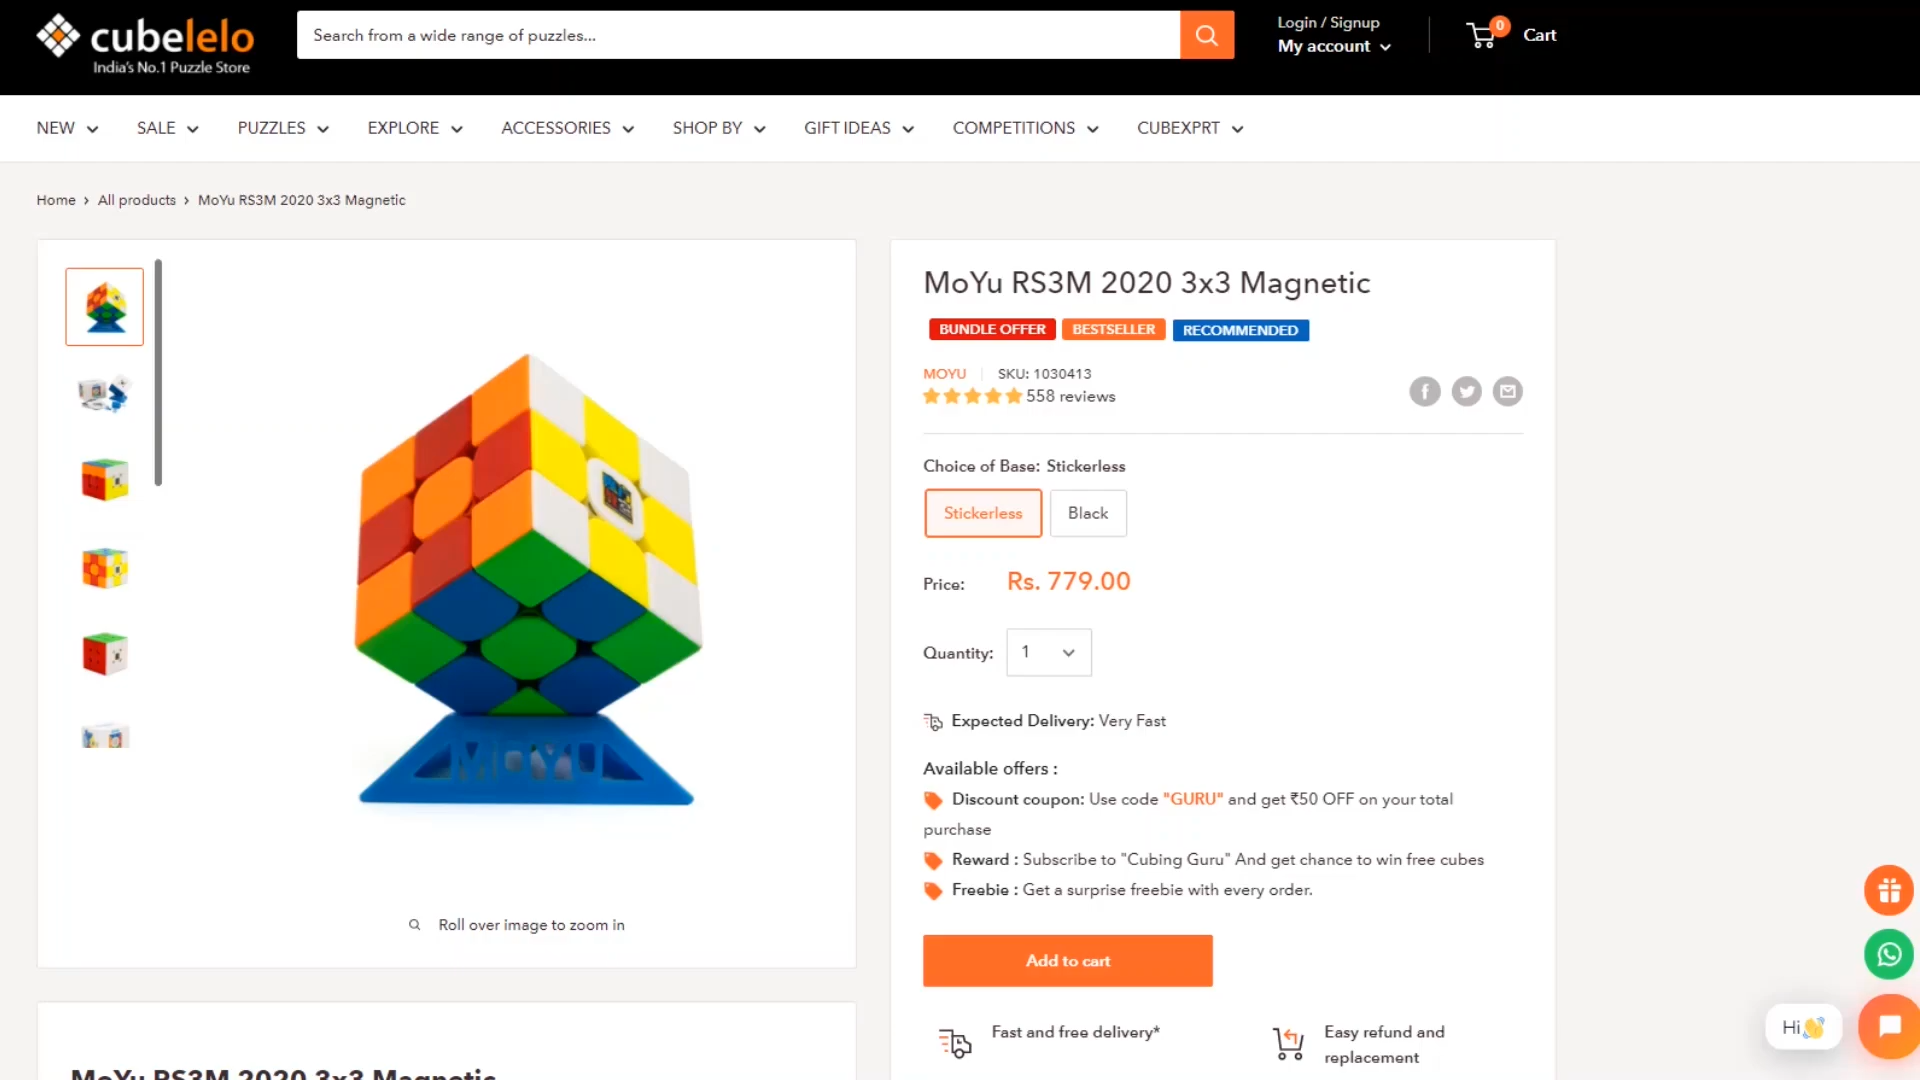 cubelelo
India's No.1 Puzzle Store
Search from a wide range of puzzles...
Login / Signup
My account
0
Cart
NEW
SALE
PUZZLES
EXPLORE
ACCESSORIES
SHOP BY
GIFT IDEAS
COMPETITIONS
CUBEXPRT
Home › All products › MoYu RS3M 2020 3x3 Magnetic
MOYU
Roll over image to zoom in
MoYu RS3M 2020 3x3 Magnetic
MoYu RS3M 2020 3x3 Magnetic
BUNDLE OFFER BESTSELLER RECOMMENDED
MOYU | SKU: 1030413
558 reviews
Choice of Base: Stickerless
Stickerless Black
Price: Rs. 779.00
Quantity: 1
Expected Delivery: Very Fast
Available offers :
Discount coupon: Use code "GURU" and get ₹50 OFF on your total
purchase
Reward : Subscribe to "Cubing Guru" And get chance to win free cubes
Freebie : Get a surprise freebie with every order.
Add to cart
Fast and free delivery*
Easy refund and
replacement
Hi👋